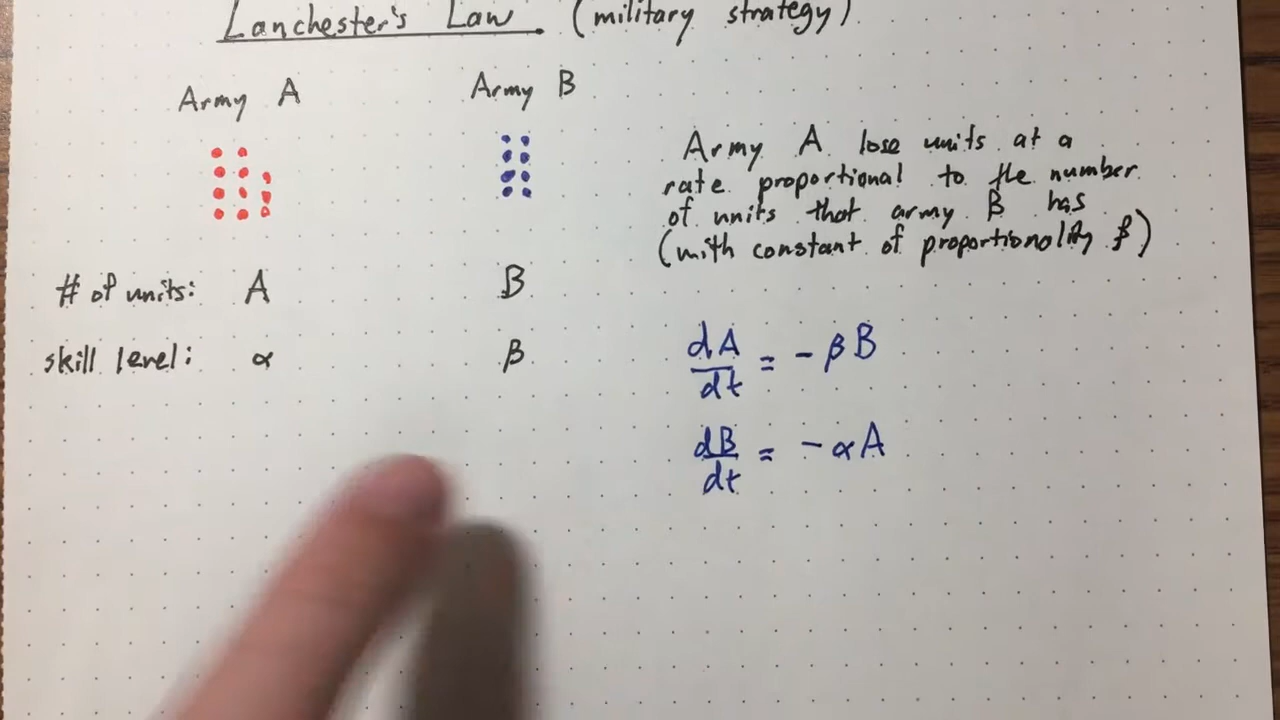 Lanchester's Law (military strategy)
Army A Army B
Army A lose units at a
rate proportional to the number
of units that army B has
(with constant of proportionality β)
# of units: A B
skill level: α β
dA/dt = -βB
dB/dt = -αA